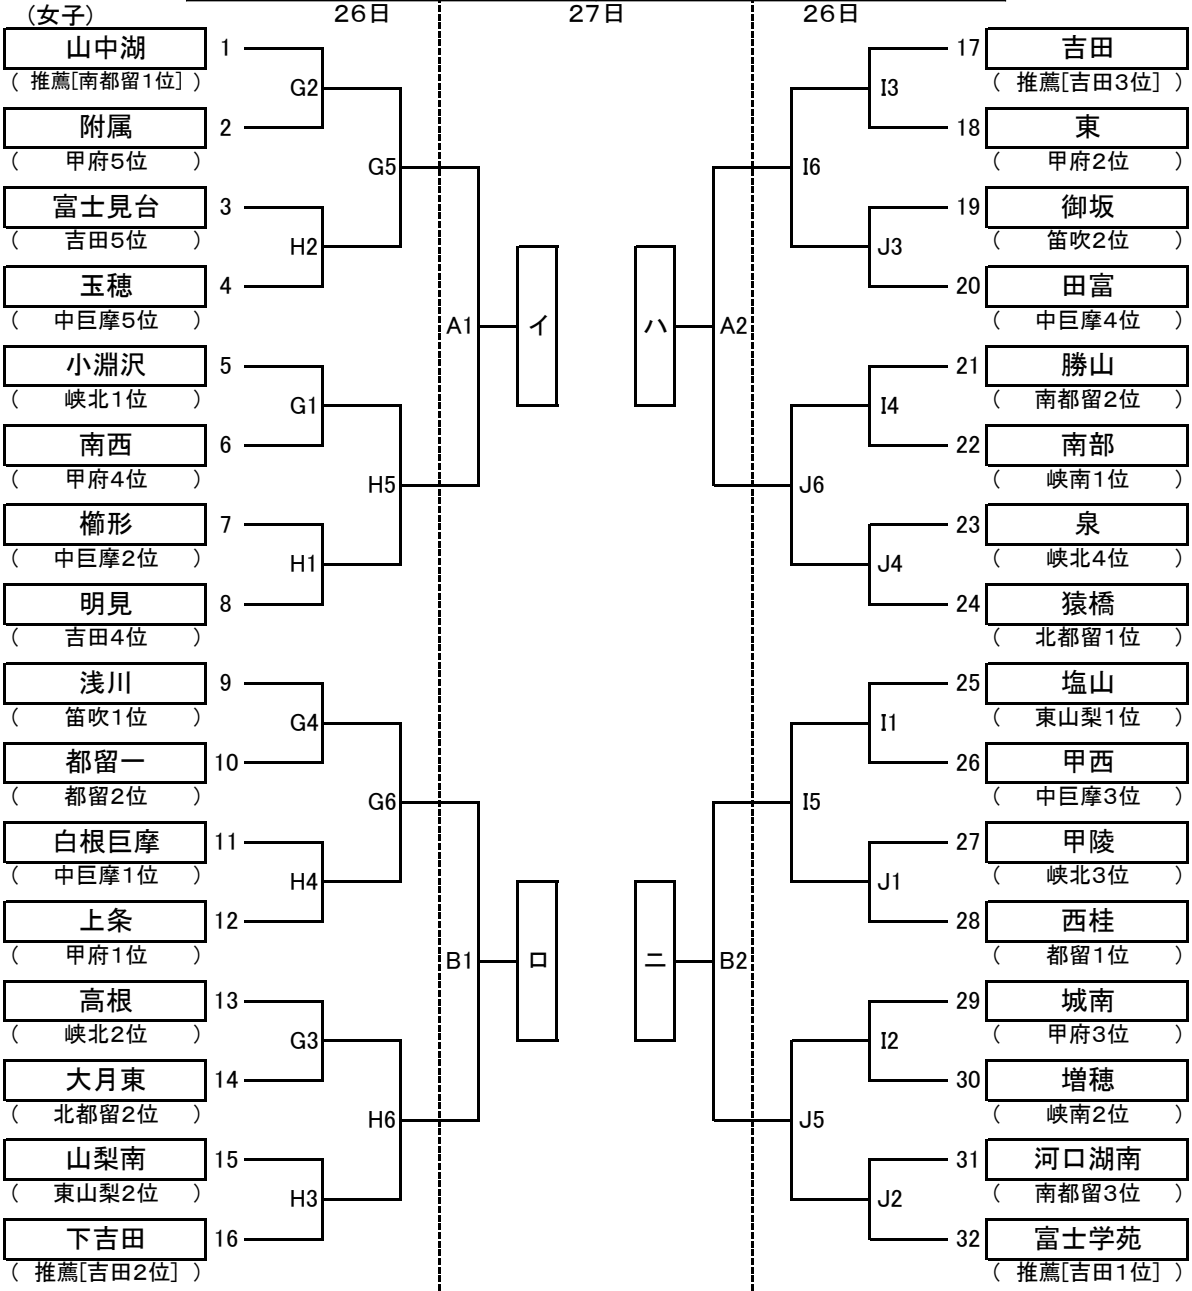 (女子)
26日
27日
26日
山中湖
1
( 推薦[南都留1位] )
G2
附属
2
( 甲府5位 )
G5
富士見台
3
( 吉田5位 )
H2
玉穂
4
( 中巨摩5位 )
A1
イ
小淵沢
5
( 峡北1位 )
G1
南西
6
( 甲府4位 )
H5
櫛形
7
( 中巨摩2位 )
H1
明見
8
( 吉田4位 )
浅川
9
( 笛吹1位 )
G4
都留一
10
( 都留2位 )
G6
白根巨摩
11
( 中巨摩1位 )
H4
上条
12
( 甲府1位 )
B1
ロ
高根
13
( 峡北2位 )
G3
大月東
14
( 北都留2位 )
H6
山梨南
15
( 東山梨2位 )
H3
下吉田
16
( 推薦[吉田2位] )
17
吉田
( 推薦[吉田3位] )
I3
18
東
( 甲府2位 )
I6
19
御坂
( 笛吹2位 )
J3
20
田富
( 中巨摩4位 )
ハ
A2
21
勝山
( 南都留2位 )
I4
22
南部
( 峡南1位 )
J6
23
泉
( 峡北4位 )
J4
24
猿橋
( 北都留1位 )
25
塩山
( 東山梨1位 )
I1
26
甲西
( 中巨摩3位 )
I5
27
甲陵
( 峡北3位 )
J1
28
西桂
( 都留1位 )
ニ
B2
29
城南
( 甲府3位 )
I2
30
増穂
( 峡南2位 )
J5
31
河口湖南
( 南都留3位 )
J2
32
富士学苑
( 推薦[吉田1位] )